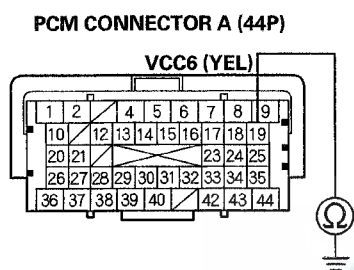 PCM CONNECTOR A (44P)
VCC6 (YEL)
1 2 4 5 6 7 8 9
10 12 13 14 15 16 17 18 19
20 21 23 24 25
26 27 28 29 30 31 32 33 34 35
36 37 38 39 40 42 43 44
Ω